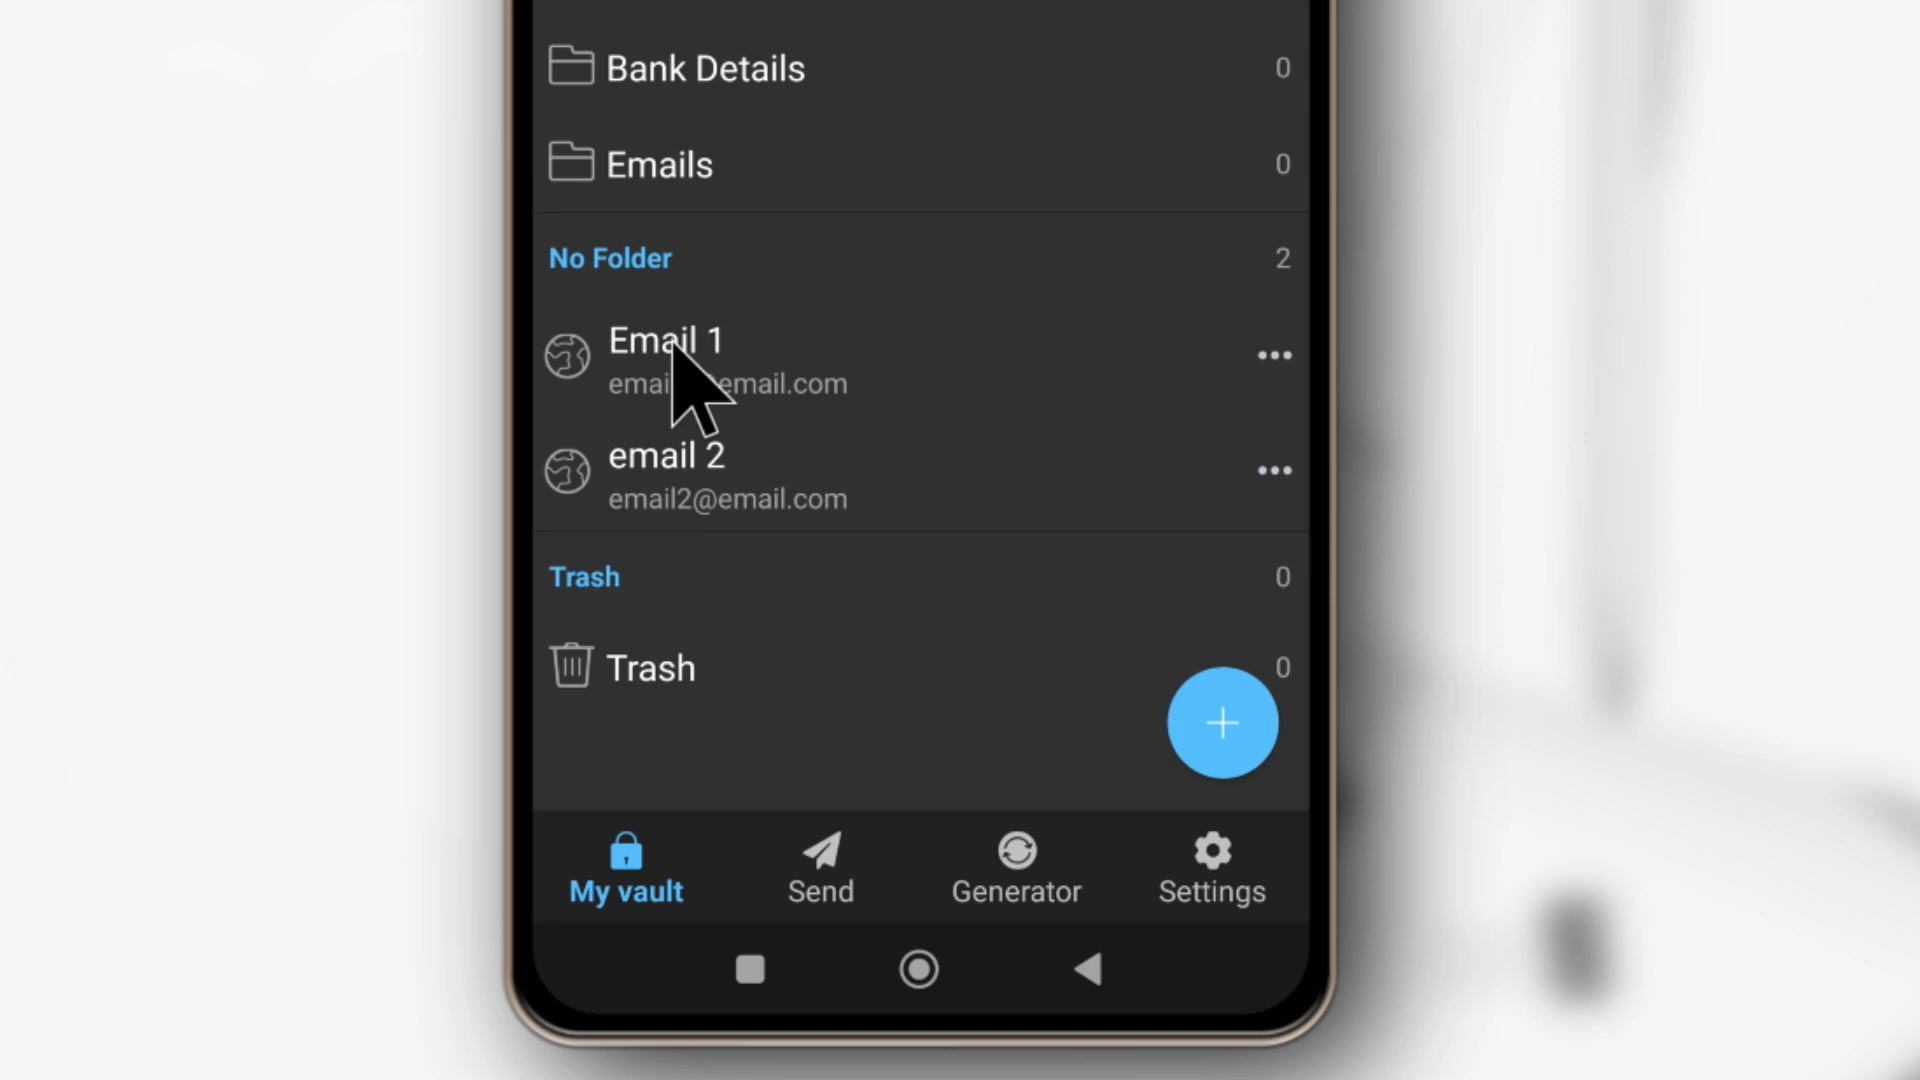 Bank Details 0
Emails 0
No Folder 2
Email 1
email.com
email 2
email2@email.com
Trash 0
Trash 0
My vault Send Generator Settings